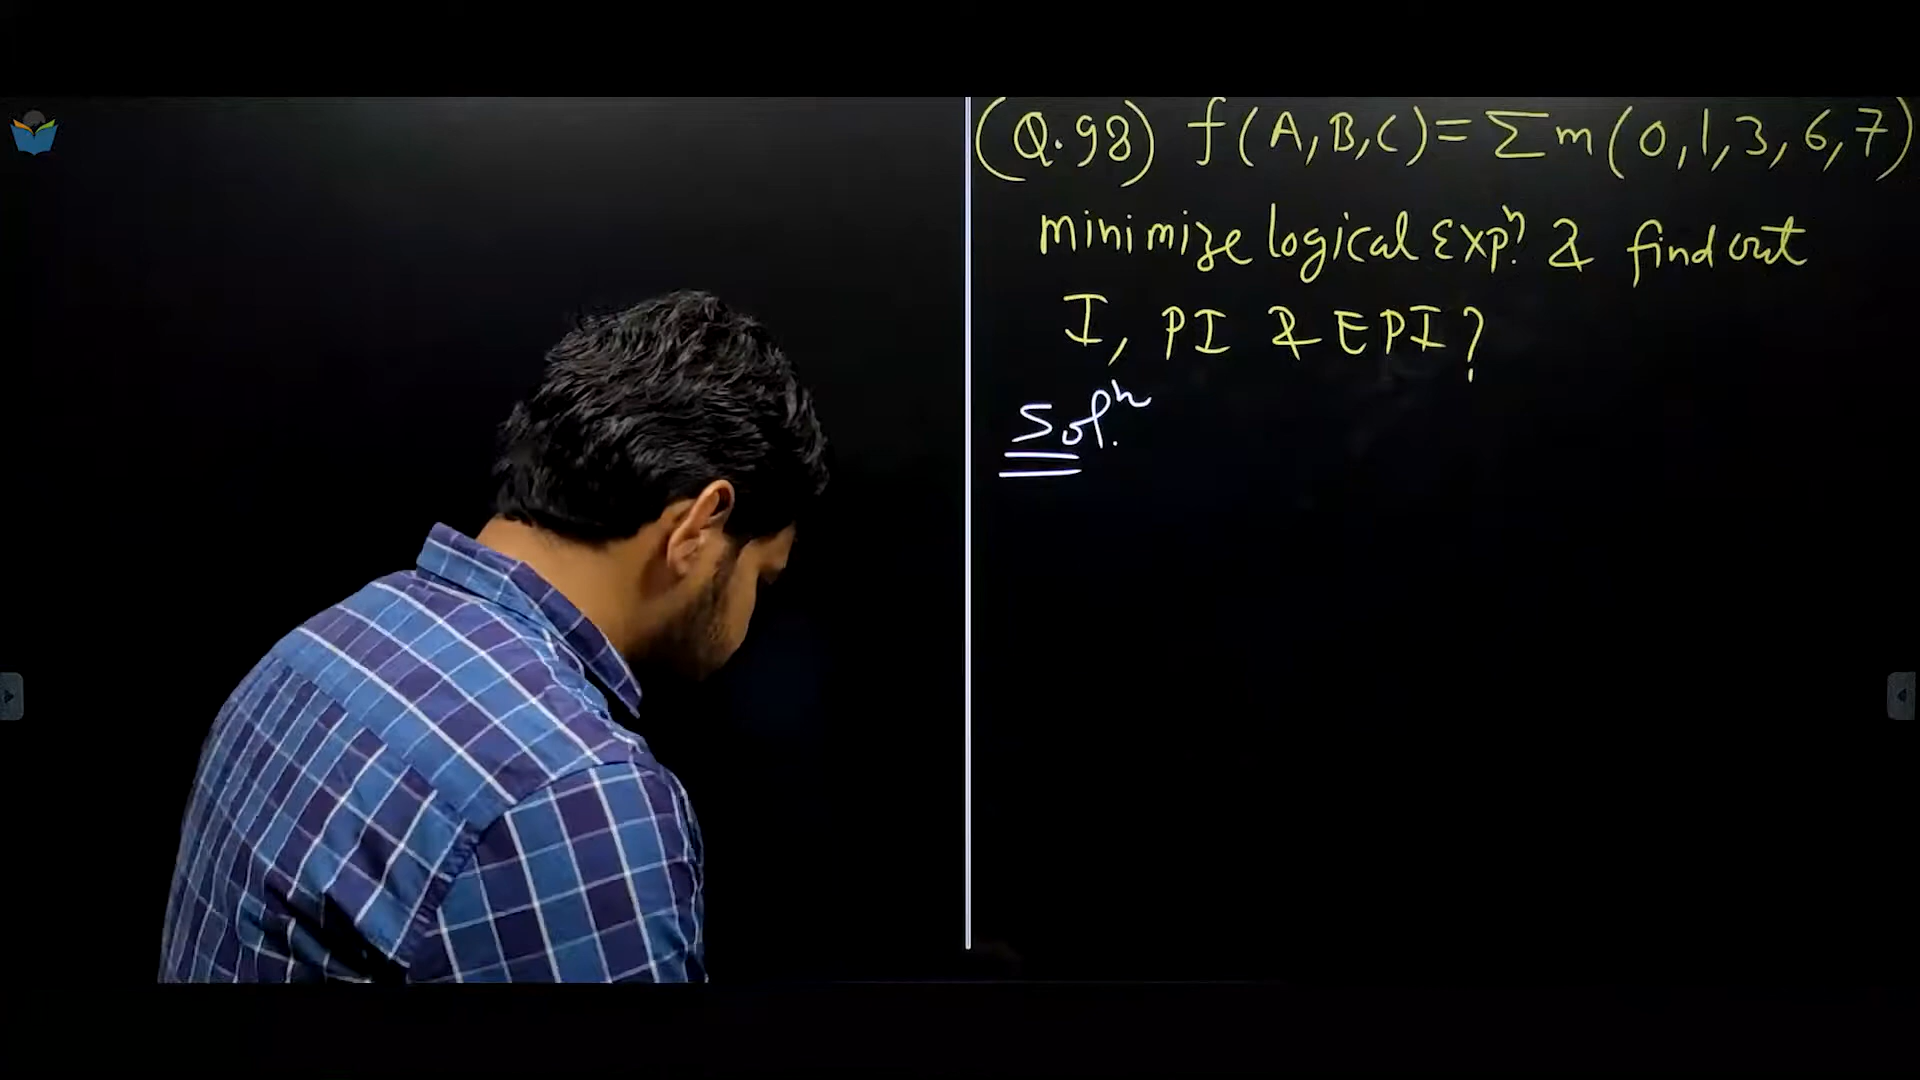 (Q.98) f(A,B,C)=Σm(0,1,3,6,7)
minimize logical Expⁿ. & find out
I, PI & EPI?
Solⁿ.